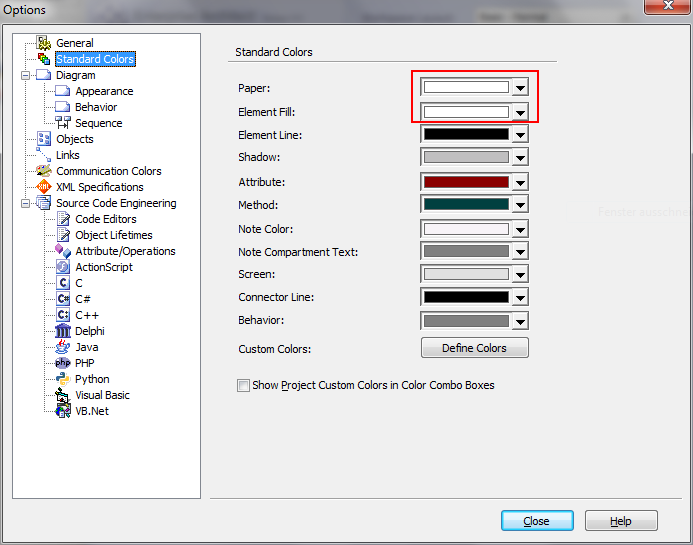 Options
General
Standard Colors
Diagram
Appearance
Behavior
Sequence
Objects
Links
Communication Colors
XML Specifications
Source Code Engineering
Code Editors
Object Lifetimes
Attribute/Operations
ActionScript
C
C#
C++
Delphi
Java
PHP
Python
Visual Basic
VB.Net
Standard Colors
Paper:
Element Fill:
Element Line:
Shadow:
Attribute:
Method:
Note Color:
Note Compartment Text:
Screen:
Connector Line:
Behavior:
Custom Colors:
Define Colors
Show Project Custom Colors in Color Combo Boxes
Fenster ausschnei
Close
Help